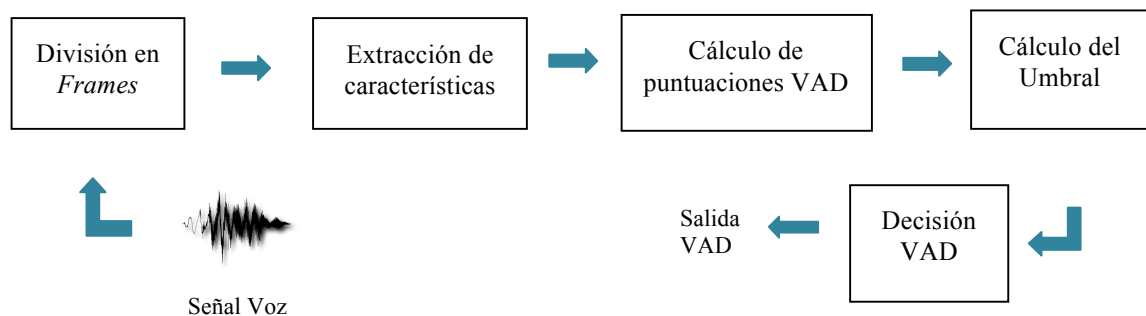 División en
Frames
Extracción de
características
Cálculo de
puntuaciones VAD
Cálculo del
Umbral
Señal Voz
Decisión
VAD
Salida
VAD